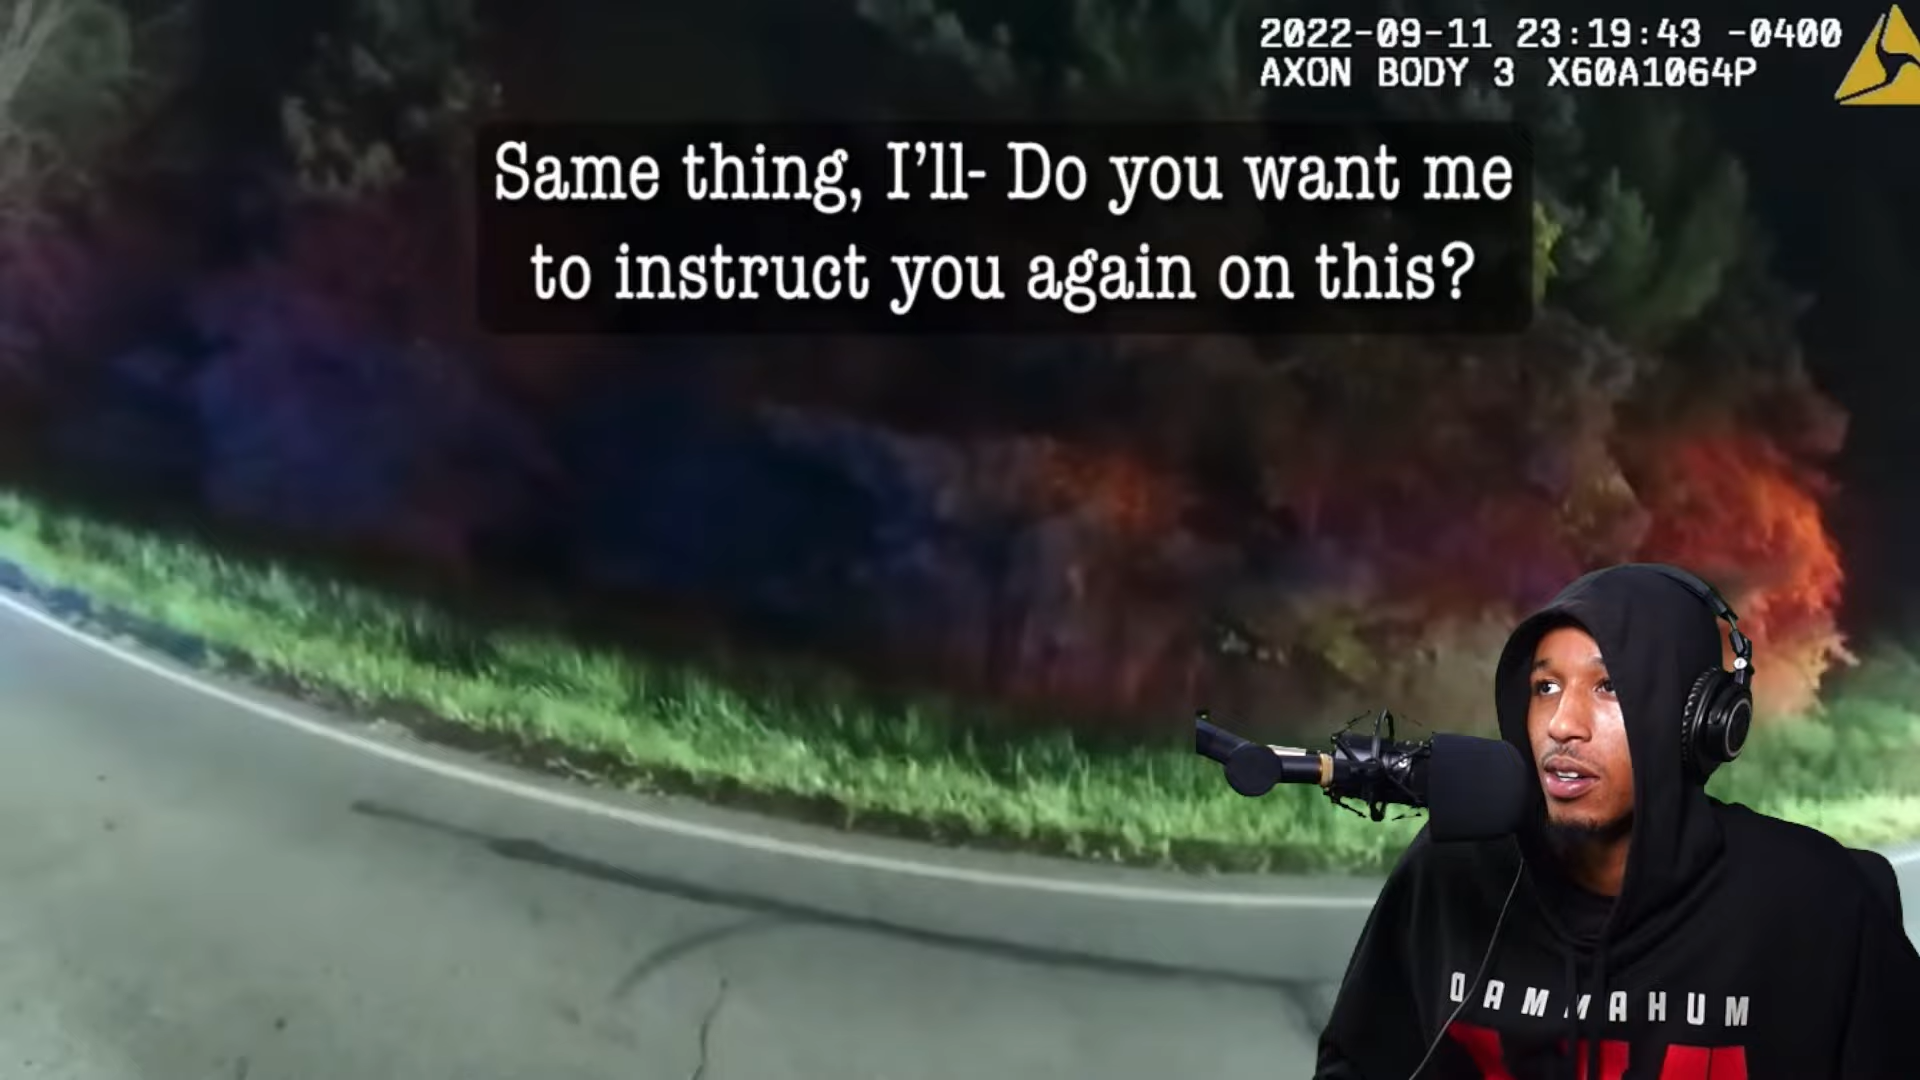 2022-09-11 23:19:43 -0400
AXON BODY 3 X60A1064P
Same thing, I’ll- Do you want me
to instruct you again on this?
QAMMAHUM